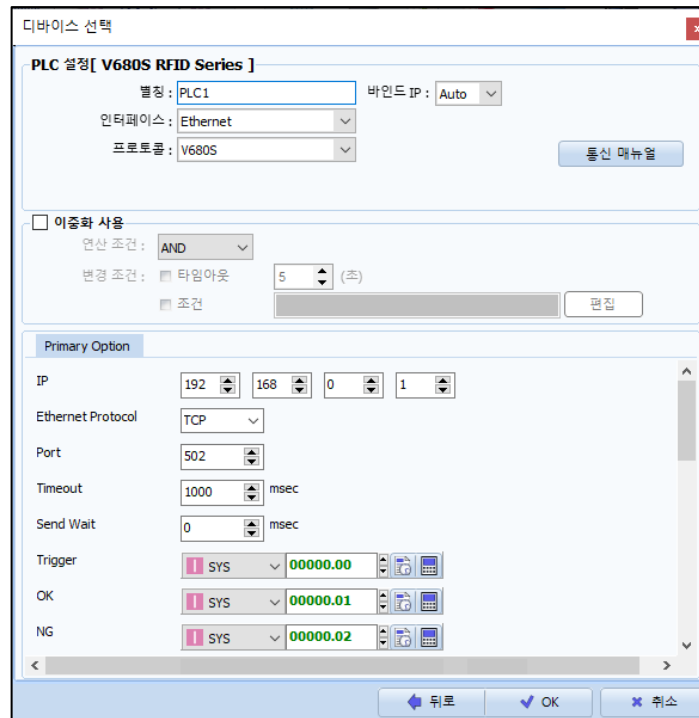 디바이스 선택
PLC 설정[ V680S RFID Series ]
별칭 : PLC1 바인드 IP : Auto
인터페이스 : Ethernet
프로토콜 : V680S
통신 매뉴얼
이중화 사용
연산 조건 : AND
변경 조건 : 타임아웃 5 (초)
조건 편집
Primary Option
IP 192 168 0 1
Ethernet Protocol TCP
Port 502
Timeout 1000 msec
Send Wait 0 msec
Trigger SYS 00000.00
OK SYS 00000.01
NG SYS 00000.02
뒤로 OK 취소